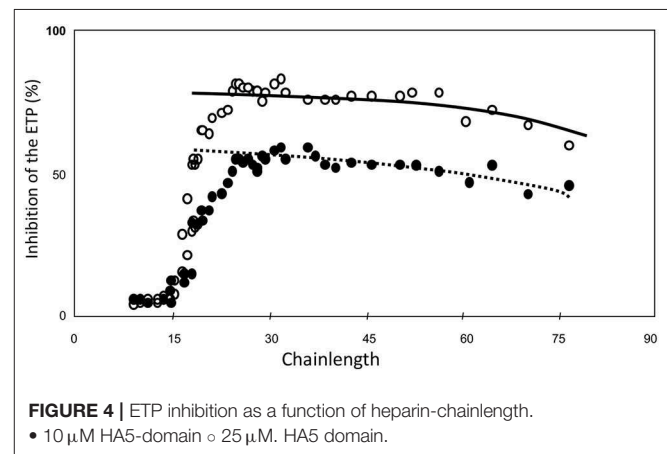 100
Inhibition of the ETP (%)
50
0
0 15 30 45 60 75 90
Chainlength
FIGURE 4 | ETP inhibition as a function of heparin-chainlength.
• 10 μM HA5-domain ○ 25 μM. HA5 domain.